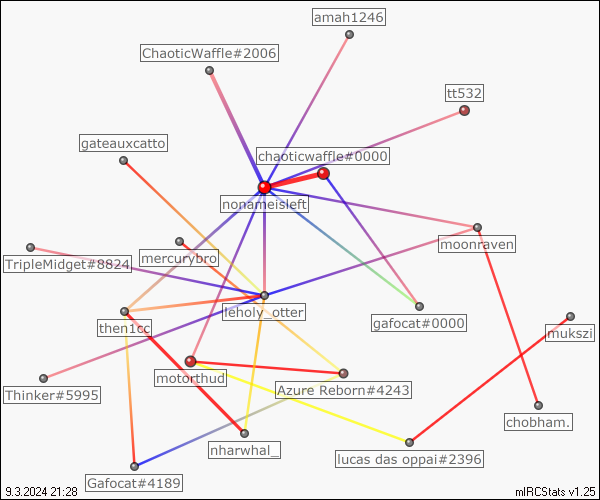 amah1246
ChaoticWaffle#2006
tt532
gateauxcatto
chaoticwaffle#0000
nonameisleft
moonraven
mercurybro
TripleMidget#8824
leholy_otter
gafocat#0000
then1cc
mukszi
motorthud
Azure Reborn#4243
Thinker#5995
chobham.
nharwhal_
lucas das oppai#2396
Gafocat#4189
9.3.2024 21:28
mIRCStats v1.25